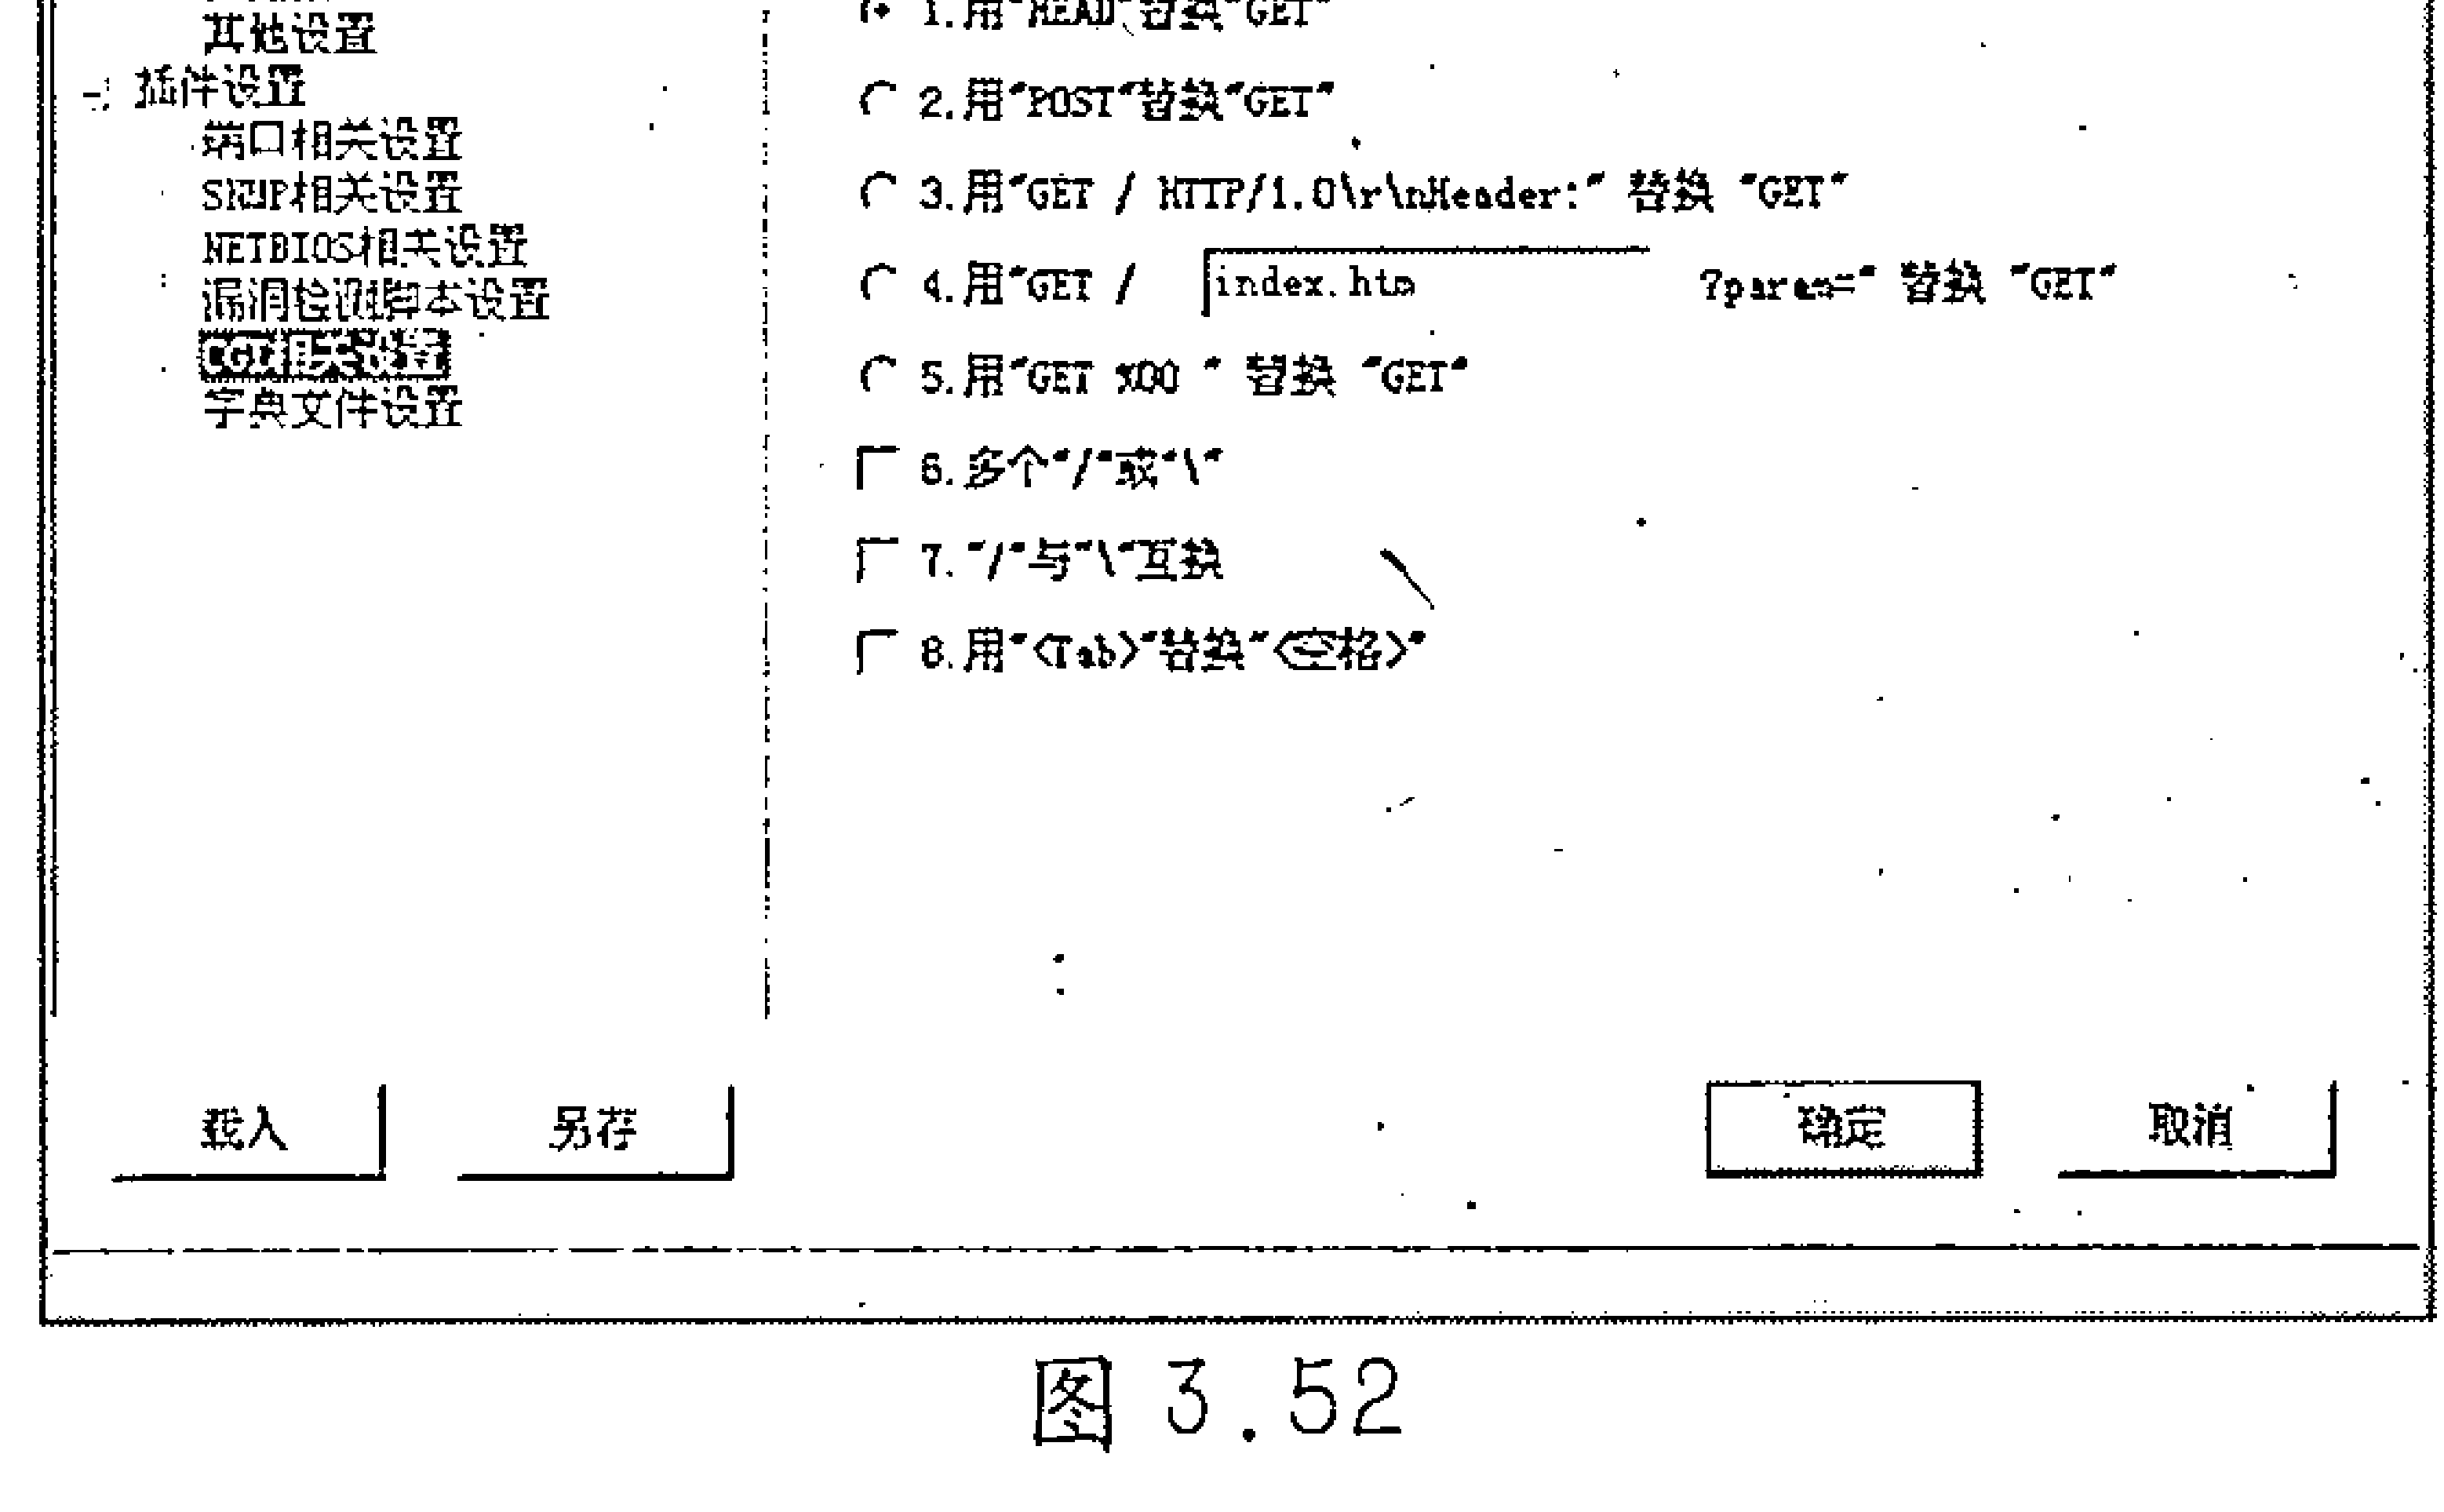 其他设置
插件设置
端口相关设置
SNMP相关设置
NETBIOS相关设置
漏洞检测脚本设置
CGI相关设置
字典文件设置
1.用"HEAD"替换"GET"
2.用"POST"替换"GET"
3.用"GET / HTTP/1.0\r\nHeader:" 替换 "GET"
4.用"GET / index.htm ?param=" 替换 "GET"
5.用"GET %00 " 替换 "GET"
6.多个"/"或"\"
7."/"与"\"互换
8.用"<Tab>"替换"<空格>"
载入 另存 确定 取消
图 3.52